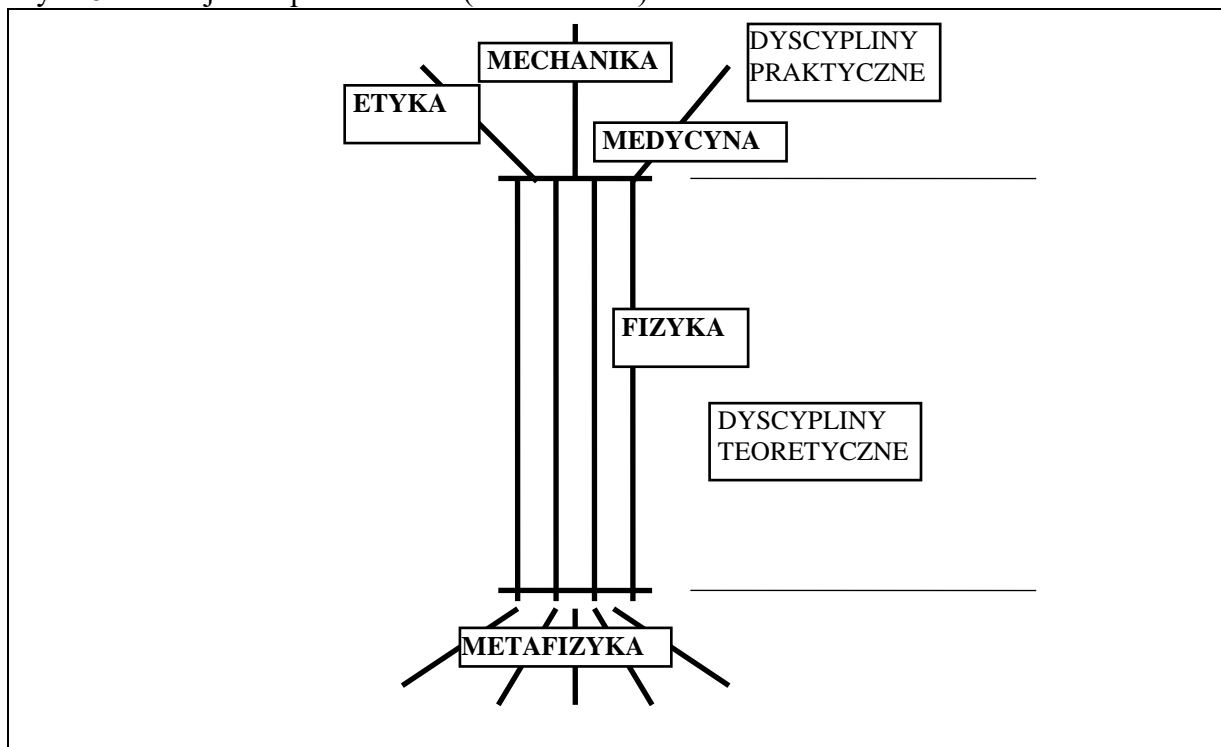 MECHANIKA
DYSCYPLINY
PRAKTYCZNE
ETYKA
MEDYCYNA
FIZYKA
DYSCYPLINY
TEORETYCZNE
METAFIZYKA